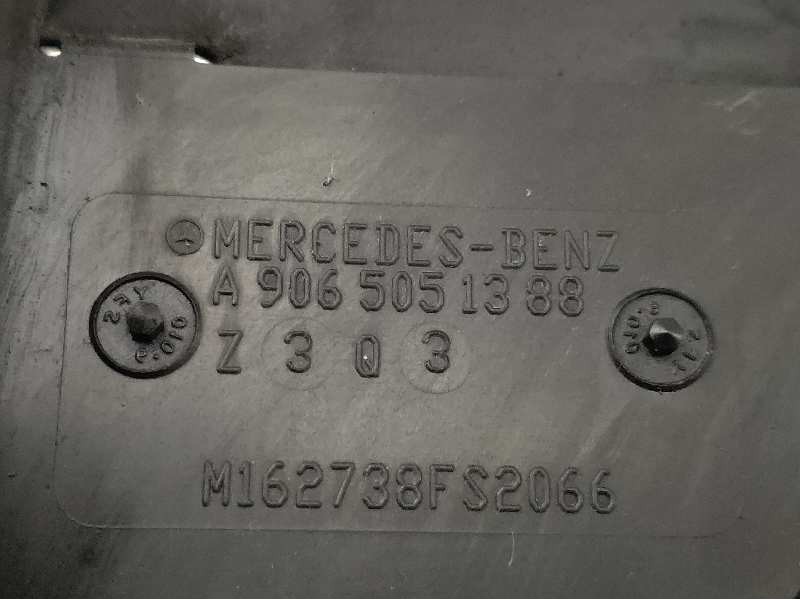 MERCEDES-BENZ
A 906 505 13 88
Z 3 Q 3
M162738FS2066